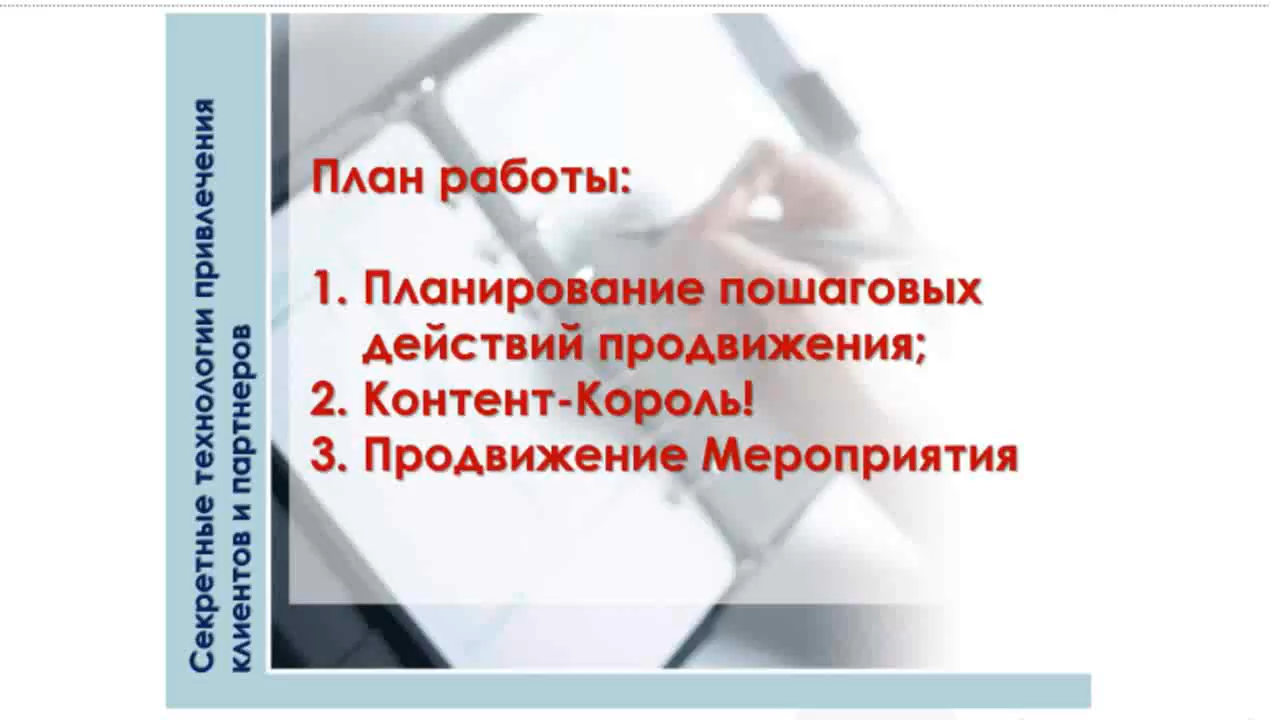 Секретные технологии привлечения
клиентов и партнеров
План работы:
1. Планирование пошаговых
действий продвижения;
2. Контент-Король!
3. Продвижение Мероприятия